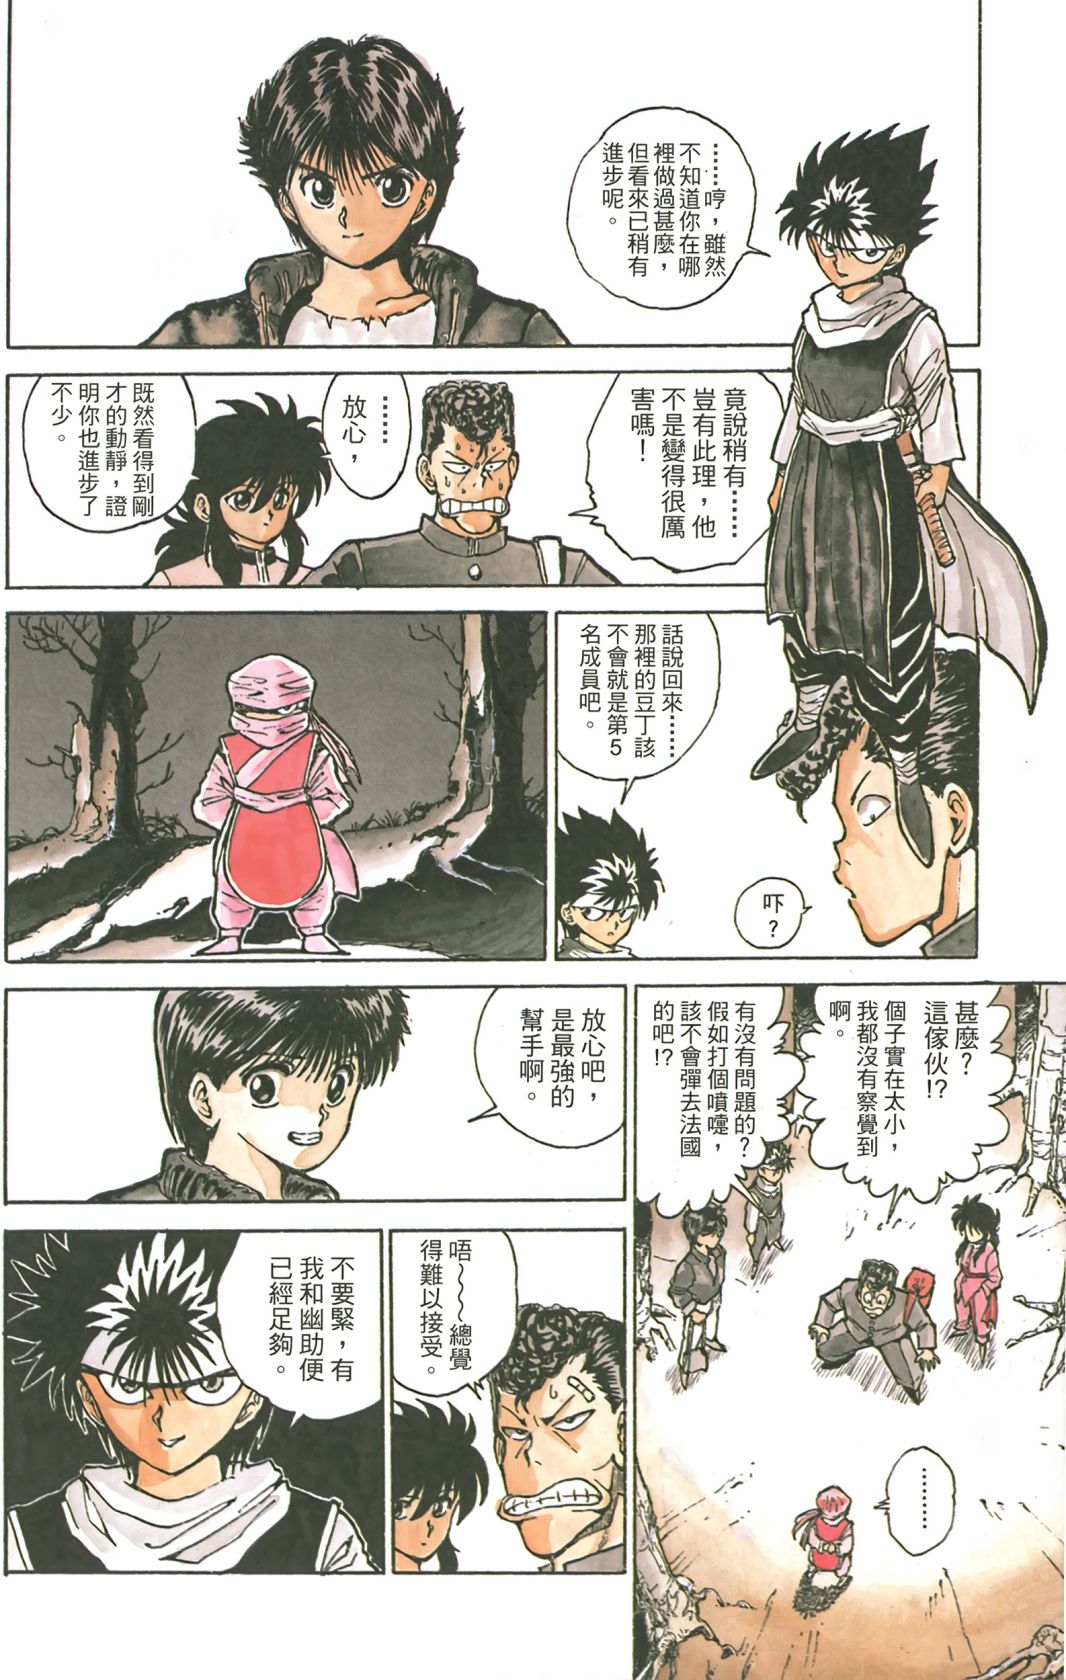 ……哼，雖然
不知道你在哪
裡做過甚麼，
但看來已稍有
進步呢。
竟說稍有……
豈有此理，他
不是變得很厲
害嗎！
……
放心，
既然看得到剛
才的動靜，證
明你也進步了
不少。
話說回來……
那裡的豆丁該
不會就是第5
名成員吧。
吓？
甚麼？
這傢伙!?
個子實在太小，
我都沒有察覺到
啊。
有沒有問題的？
假如打個噴嚏，
該不會彈去法國
的吧!?
……
放心吧，
是最強的
幫手啊。
唔～～總覺
得難以接受。
不要緊，有
我和幽助便
已經足夠。